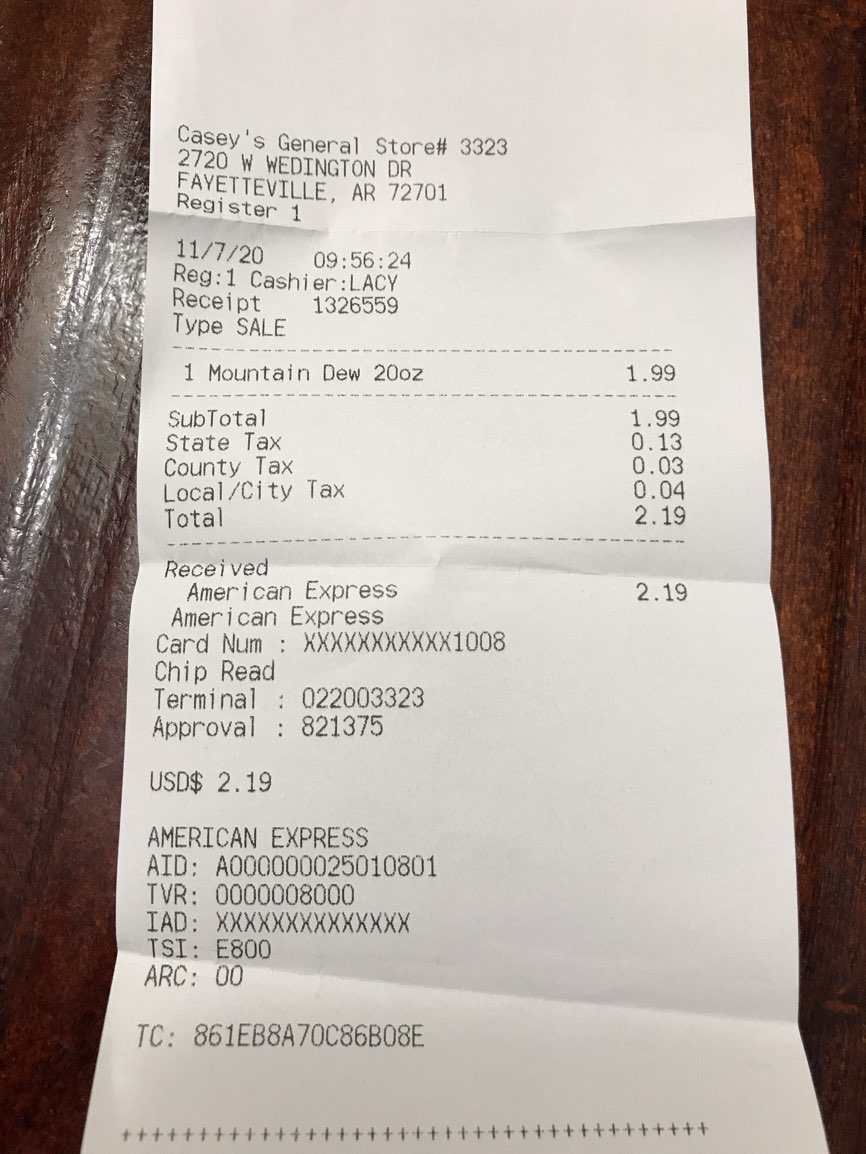 Casey's General Store# 3323
2720 W WEDINGTON DR
FAYETTEVILLE, AR 72701
Register 1
11/7/20 09:56:24
Reg:1 Cashier:LACY
Receipt 1326559
Type SALE
--------------------------------------------------
1 Mountain Dew 20oz 1.99
--------------------------------------------------
SubTotal 1.99
State Tax 0.13
County Tax 0.03
Local/City Tax 0.04
Total 2.19
--------------------------------------------------
Received
American Express 2.19
American Express
Card Num : XXXXXXXXXXX1008
Chip Read
Terminal : 022003323
Approval : 821375
USD$ 2.19
AMERICAN EXPRESS
AID: A000000025010801
TVR: 0000008000
IAD: XXXXXXXXXXXXXX
TSI: E800
ARC: 00
TC: 861EB8A70C86B08E
++++++++++++++++++++++++++++++++++++++++